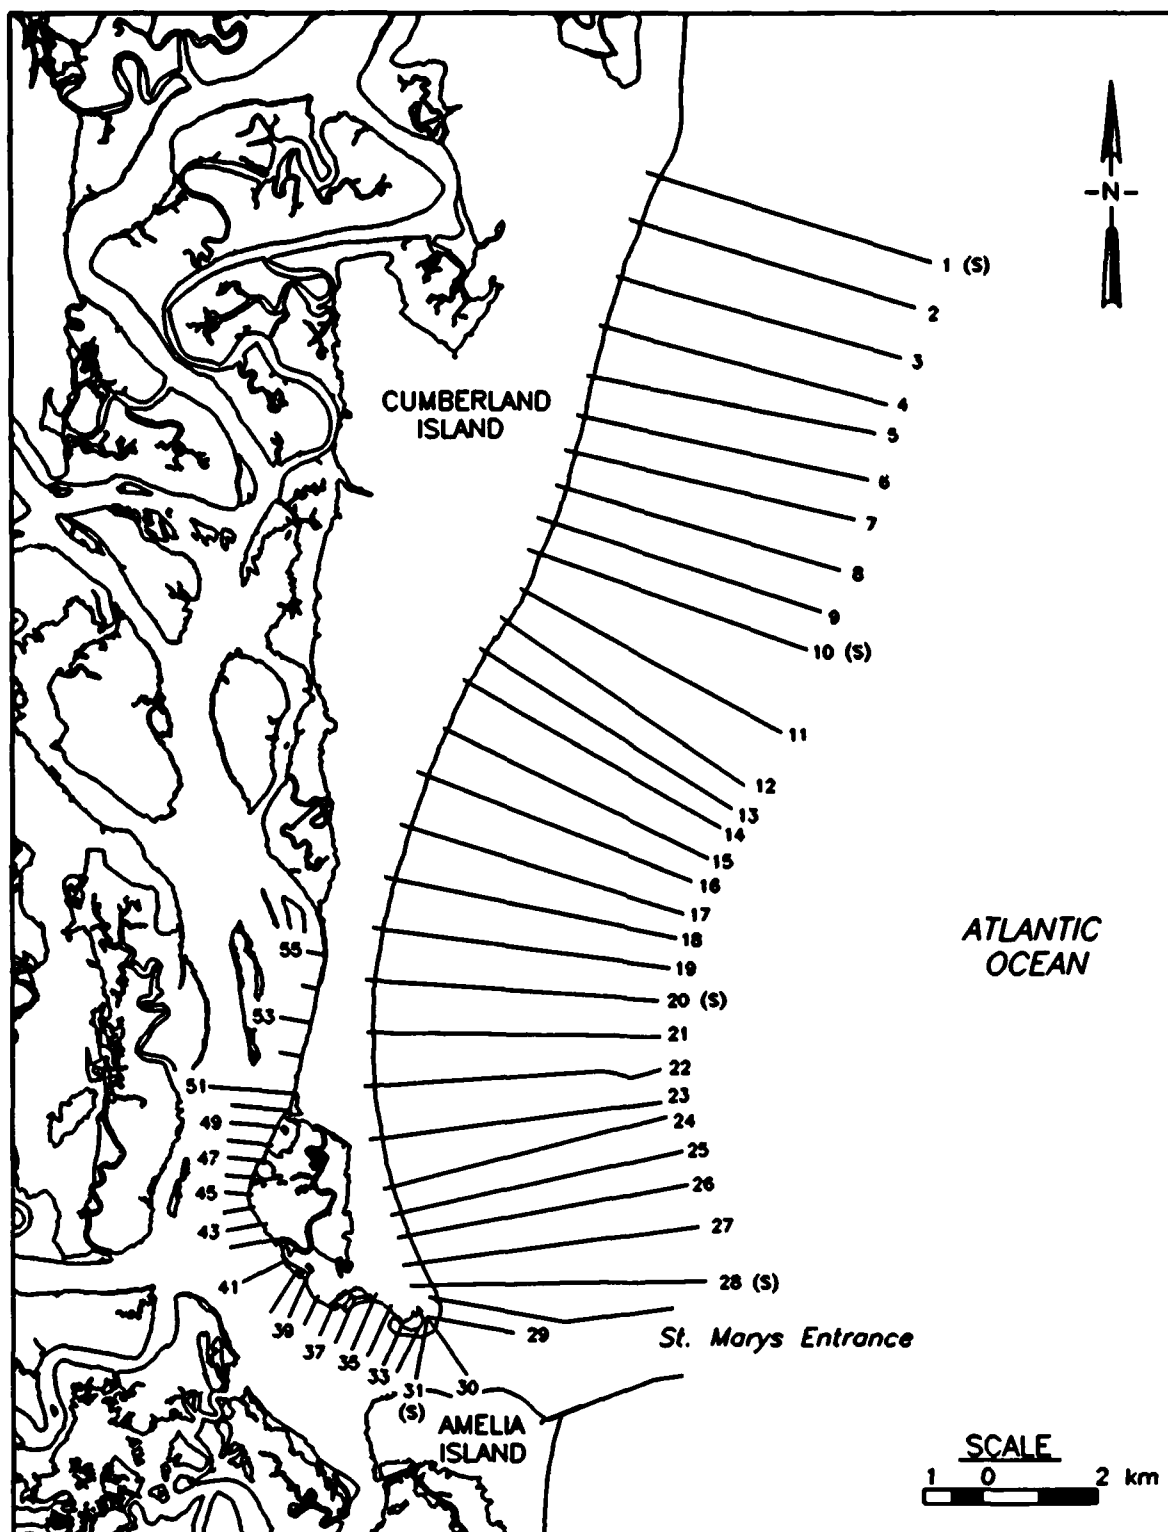 -N-
1 (S)
2
3
CUMBERLAND
ISLAND
4
5
6
7
8
9
10 (S)
11
12
13
14
15
16
17
ATLANTIC
OCEAN
18
55
19
20 (S)
53
21
22
51
23
49
24
47
25
45
26
43
27
41
28 (S)
39
37
35
33
31
(S)
30
29
St. Marys Entrance
AMELIA
ISLAND
SCALE
1 0 2 km